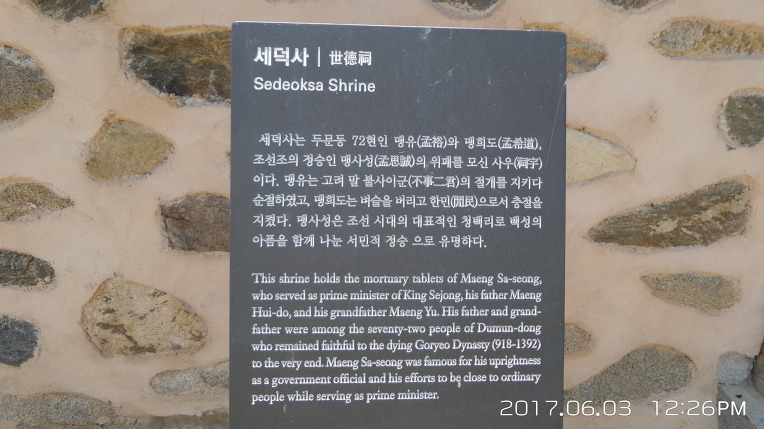 세덕사 | 世德祠
Sedeoksa Shrine
세덕사는 두문동 72현인 맹유(孟裕)와 맹희도(孟希道),
조선조의 정승인 맹사성(孟思誠)의 위패를 모신 사우(祠宇)
이다. 맹유는 고려 말 불사이군(不事二君)의 절개를 지키다
순절하였고, 맹희도는 벼슬을 버리고 한민(閒民)으로서 충절을
지켰다. 맹사성은 조선 시대의 대표적인 청백리로 백성의
아픔을 함께 나눈 서민적 정승 으로 유명하다.
This shrine holds the mortuary tablets of Maeng Sa-seong,
who served as prime minister of King Sejong, his father Maeng
Hui-do, and his grandfather Maeng Yu. His father and grand-
father were among the seventy-two people of Dumun-dong
who remained faithful to the dying Goryeo Dynasty (918-1392)
to the very end. Maeng Sa-seong was famous for his uprightness
as a government official and his efforts to be close to ordinary
people while serving as prime minister.
2017.06.03 12:26PM